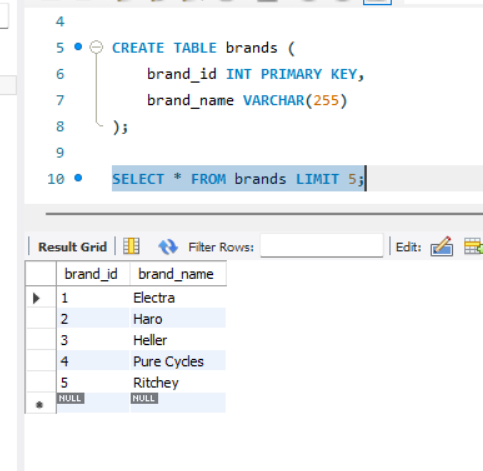 4
5 CREATE TABLE brands (
6 brand_id INT PRIMARY KEY,
7 brand_name VARCHAR(255)
8 );
9
10 SELECT * FROM brands LIMIT 5;
Result Grid Filter Rows: Edit:
brand_id brand_name
1 Electra
2 Haro
3 Heller
4 Pure Cycles
5 Ritchey
NULL NULL